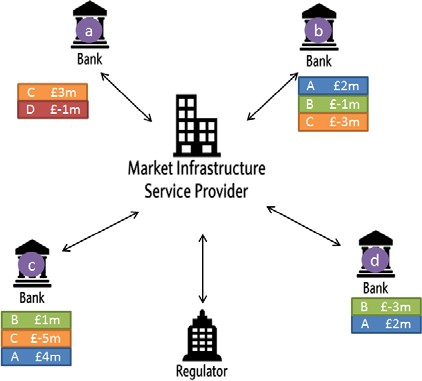 a
Bank
C £3m
D £-1m
b
Bank
A £2m
B £-1m
C £-3m
Market Infrastructure
Service Provider
c
Bank
B £1m
C £-5m
A £4m
d
Bank
B £-3m
A £2m
Regulator